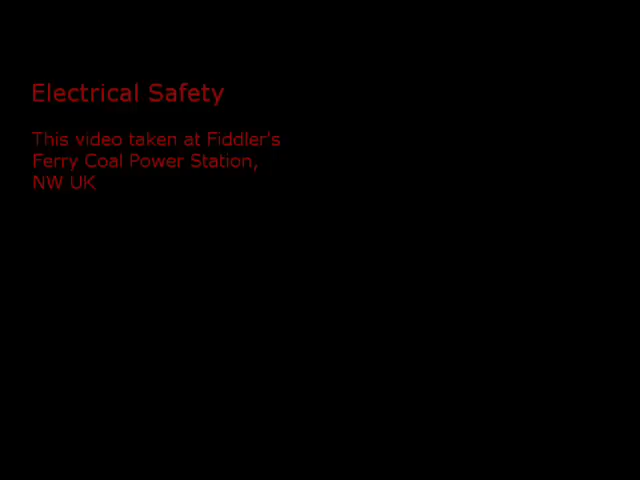 Electrical Safety
This video taken at Fiddler's
Ferry Coal Power Station,
NW UK